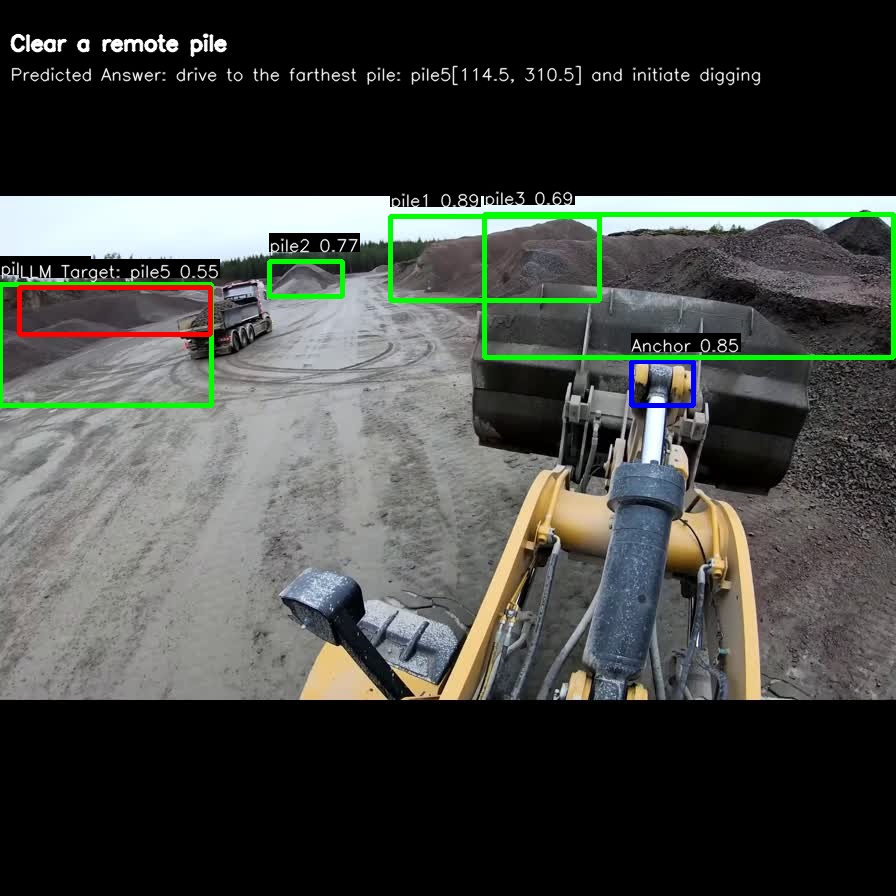 Clear a remote pile
Predicted Answer: drive to the farthest pile: pile5[114.5, 310.5] and initiate digging
pile1 0.89
pile3 0.69
pile2 0.77
LLM Target: pile5 0.55
Anchor 0.85